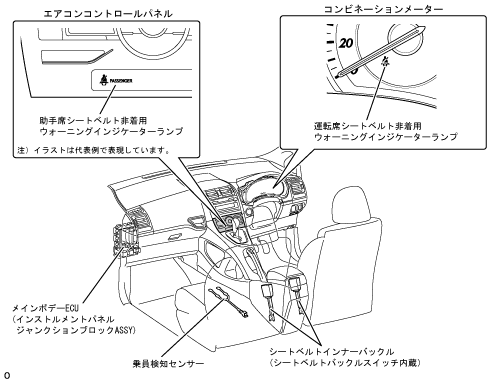 エアコンコントロールパネル
コンビネーションメーター
20
PASSENGER
助手席シートベルト非着用
ウォーニングインジケーターランプ
注）イラストは代表例で表現しています。
運転席シートベルト非着用
ウォーニングインジケーターランプ
メインボデーECU
（インストルメントパネル
ジャンクションブロックASSY）
乗員検知センサー
シートベルトインナーバックル
（シートベルトバックルスイッチ内蔵）
O